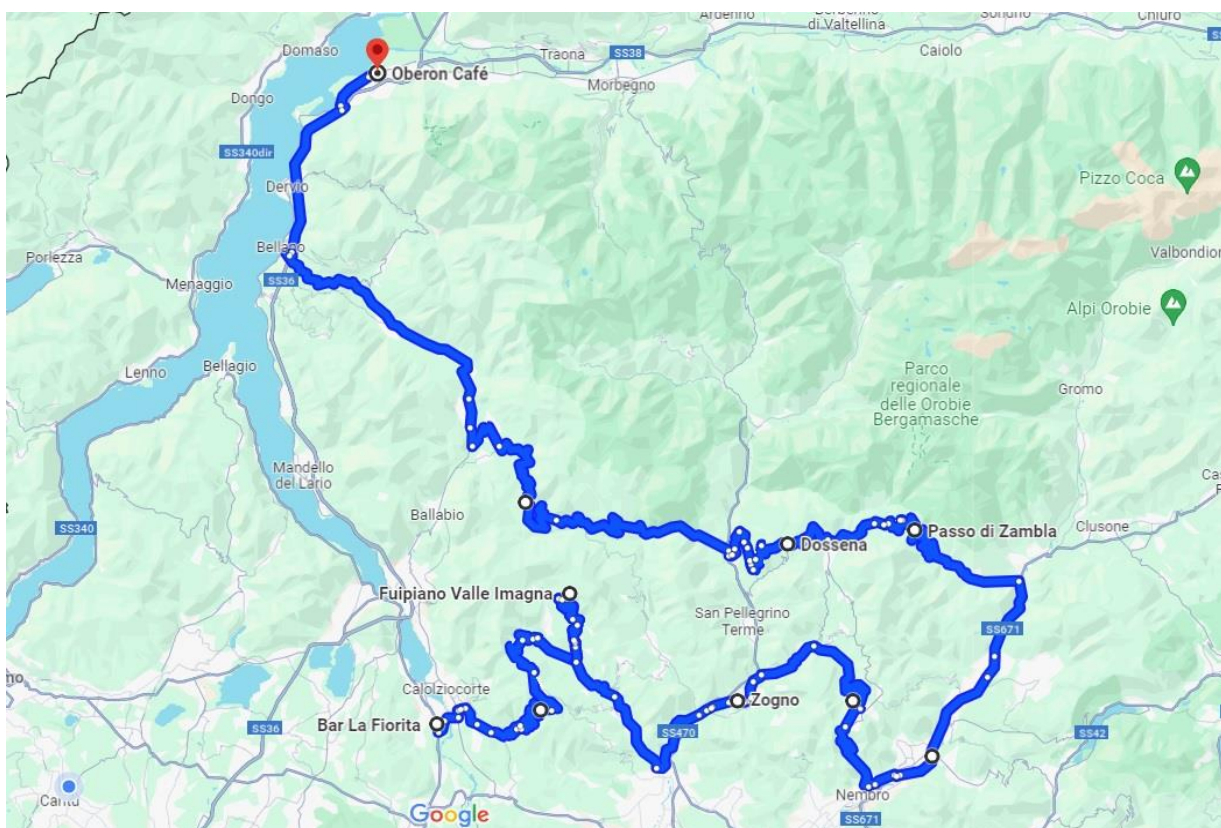 Ardenno
Berbenno
di Valtellina
Sondrio
Chiuro
Domaso
Traona
SS38
Caiolo
Oberon Café
Morbegno
Dongo
SS340dir
Pizzo Coca
Dervio
Bellano
Valbondion
Porlezza
Menaggio
SS36
Alpi Orobie
Lenno
Bellagio
Parco
regionale
delle Orobie
Bergamasche
Gromo
Mandello
del Lario
SS340
Ballabio
Clusone
Passo di Zambla
Dossena
Fuipiano Valle Imagna
San Pellegrino
Terme
SS671
Calolziocorte
Zogno
Bar La Fiorita
SS36
SS470
SS42
Cantù
Nembro
Google
SS671